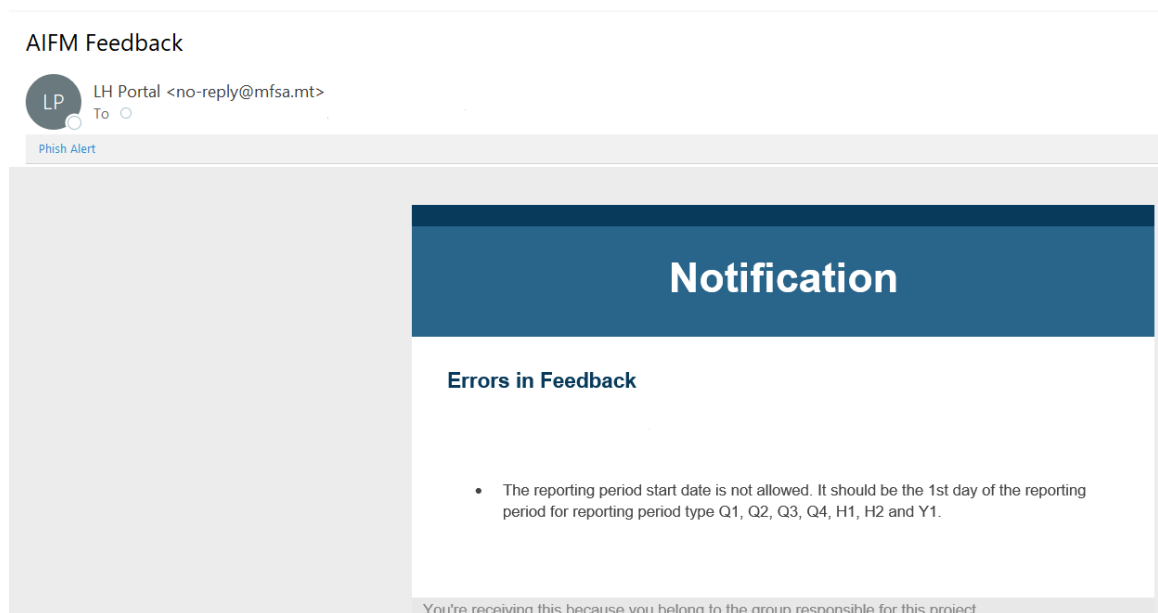 AIFM Feedback
LP
LH Portal <no-reply@mfsa.mt>
To
Phish Alert
Notification
Errors in Feedback
• The reporting period start date is not allowed. It should be the 1st day of the reporting
period for reporting period type Q1, Q2, Q3, Q4, H1, H2 and Y1.
You're receiving this because you belong to the group responsible for this project